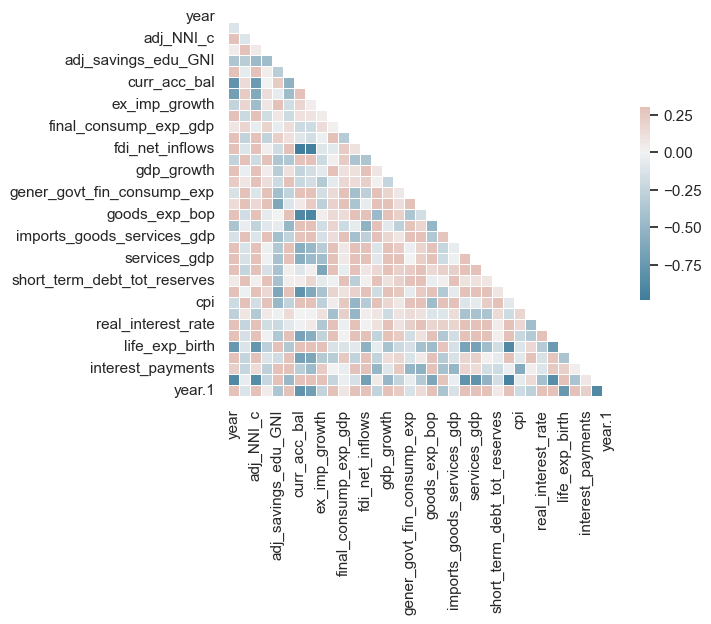 year
adj_NNI_c
adj_savings_edu_GNI
curr_acc_bal
ex_imp_growth
final_consump_exp_gdp
fdi_net_inflows
gdp_growth
gener_govt_fin_consump_exp
goods_exp_bop
imports_goods_services_gdp
services_gdp
short_term_debt_tot_reserves
cpi
real_interest_rate
life_exp_birth
interest_payments
year.1
0.25
0.00
−0.25
−0.50
−0.75
year
adj_NNI_c
adj_savings_edu_GNI
curr_acc_bal
ex_imp_growth
final_consump_exp_gdp
fdi_net_inflows
gdp_growth
gener_govt_fin_consump_exp
goods_exp_bop
imports_goods_services_gdp
services_gdp
short_term_debt_tot_reserves
cpi
real_interest_rate
life_exp_birth
interest_payments
year.1